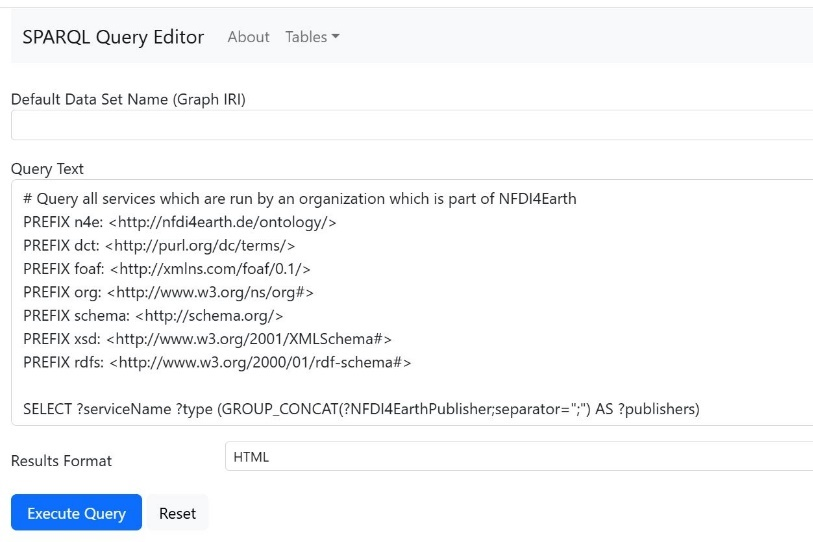 SPARQL Query Editor About Tables
Default Data Set Name (Graph IRI)
Query Text
# Query all services which are run by an organization which is part of NFDI4Earth
PREFIX n4e: <http://nfdi4earth.de/ontology/>
PREFIX dct: <http://purl.org/dc/terms/>
PREFIX foaf: <http://xmlns.com/foaf/0.1/>
PREFIX org: <http://www.w3.org/ns/org#>
PREFIX schema: <http://schema.org/>
PREFIX xsd: <http://www.w3.org/2001/XMLSchema#>
PREFIX rdfs: <http://www.w3.org/2000/01/rdf-schema#>
SELECT ?serviceName ?type (GROUP_CONCAT(?NFDI4EarthPublisher;separator=";") AS ?publishers)
Results Format HTML
Execute Query Reset